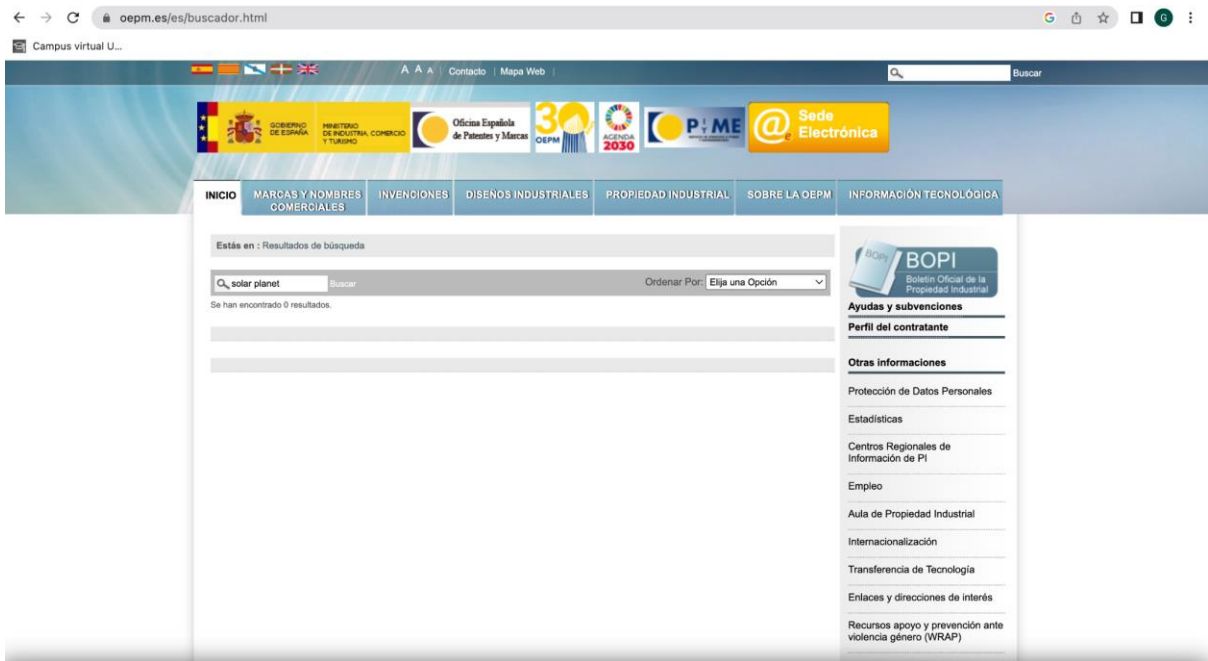 oepm.es/es/buscador.html
G
Campus virtual U...
A A A | Contacto | Mapa Web |
Buscar
GOBIERNO
DE ESPAÑA
MINISTERIO
DE INDUSTRIA, COMERCIO
Y TURISMO
Oficina Española
de Patentes y Marcas
30
OEPM
AGENDA
2030
PYME
@e
Sede
Electrónica
INICIO
MARCAS Y NOMBRES
COMERCIALES
INVENCIONES
DISEÑOS INDUSTRIALES
PROPIEDAD INDUSTRIAL
SOBRE LA OEPM
INFORMACIÓN TECNOLÓGICA
Estás en : Resultados de búsqueda
solar planet
Buscar
Ordenar Por: Elija una Opción
Se han encontrado 0 resultados.
BOPI
BOPI
Boletín Oficial de la
Propiedad Industrial
Ayudas y subvenciones
Perfil del contratante
Otras informaciones
Protección de Datos Personales
Estadísticas
Centros Regionales de
Información de PI
Empleo
Aula de Propiedad Industrial
Internacionalización
Transferencia de Tecnología
Enlaces y direcciones de interés
Recursos apoyo y prevención ante
violencia género (WRAP)